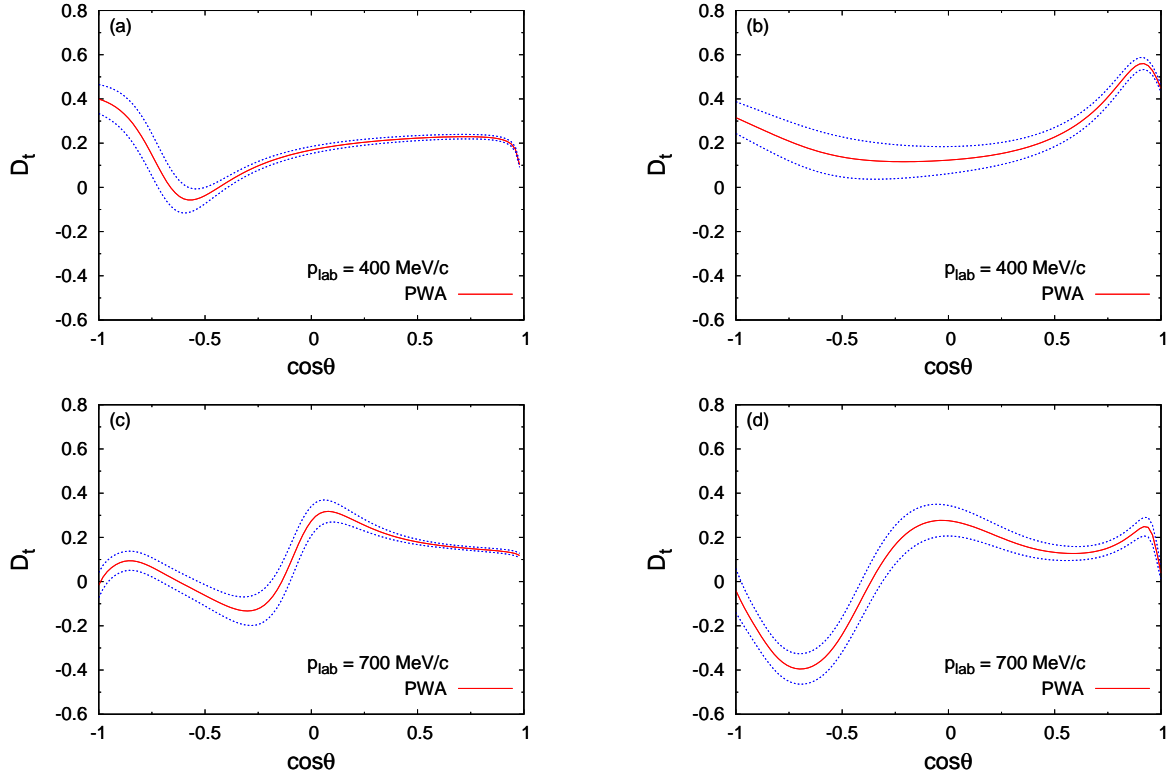 (a)
0.8
0.6
0.4
0.2
0
-0.2
-0.4
-0.6
D_t
p_lab = 400 MeV/c
PWA
-1 -0.5 0 0.5 1
cosθ
(b)
0.8
0.6
0.4
0.2
0
-0.2
-0.4
-0.6
D_t
p_lab = 400 MeV/c
PWA
-1 -0.5 0 0.5 1
cosθ
(c)
0.8
0.6
0.4
0.2
0
-0.2
-0.4
-0.6
D_t
p_lab = 700 MeV/c
PWA
-1 -0.5 0 0.5 1
cosθ
(d)
0.8
0.6
0.4
0.2
0
-0.2
-0.4
-0.6
D_t
p_lab = 700 MeV/c
PWA
-1 -0.5 0 0.5 1
cosθ